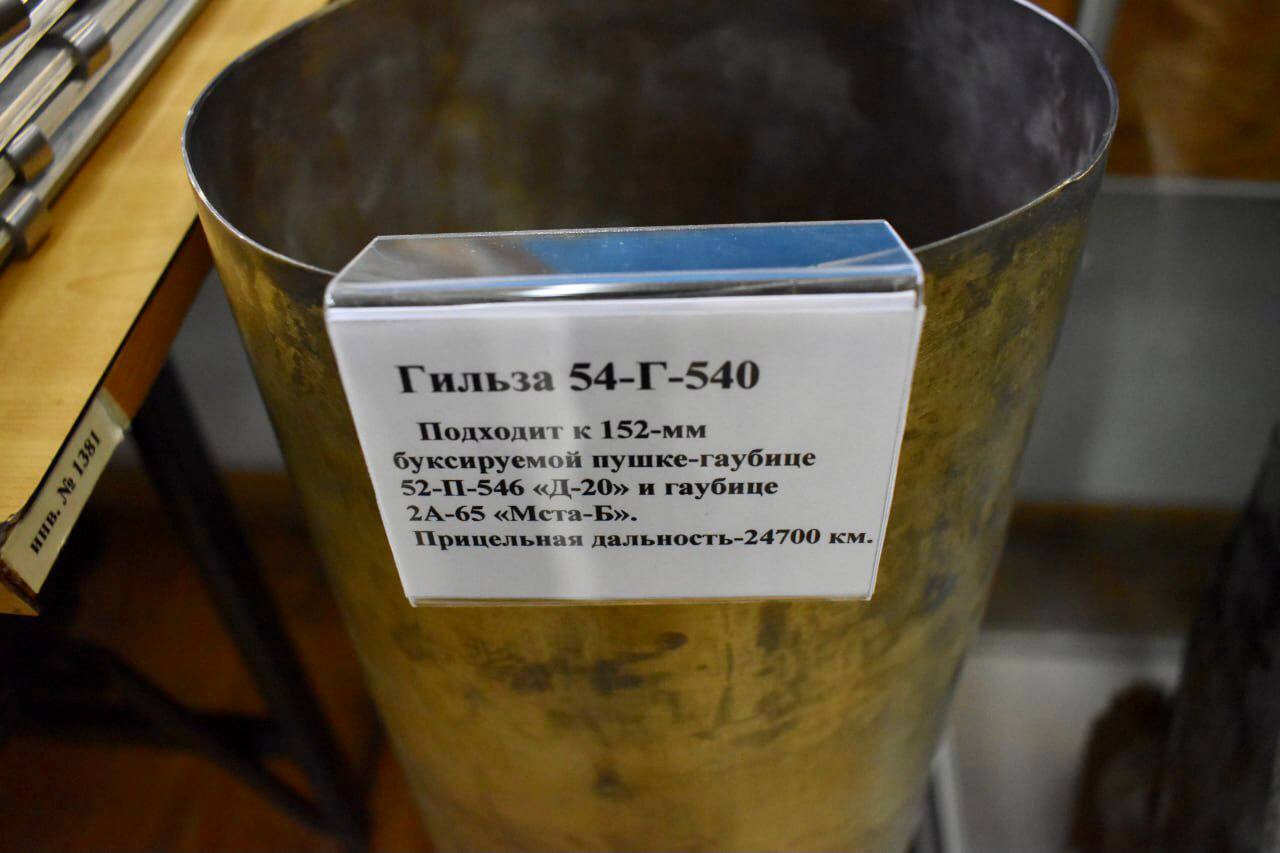 Гильза 54-Г-540
Подходит к 152-мм
буксируемой пушке-гаубице
52-П-546 «Д-20» и гаубице
2А-65 «Мста-Б».
Прицельная дальность-24700 км.
инв. № 1381